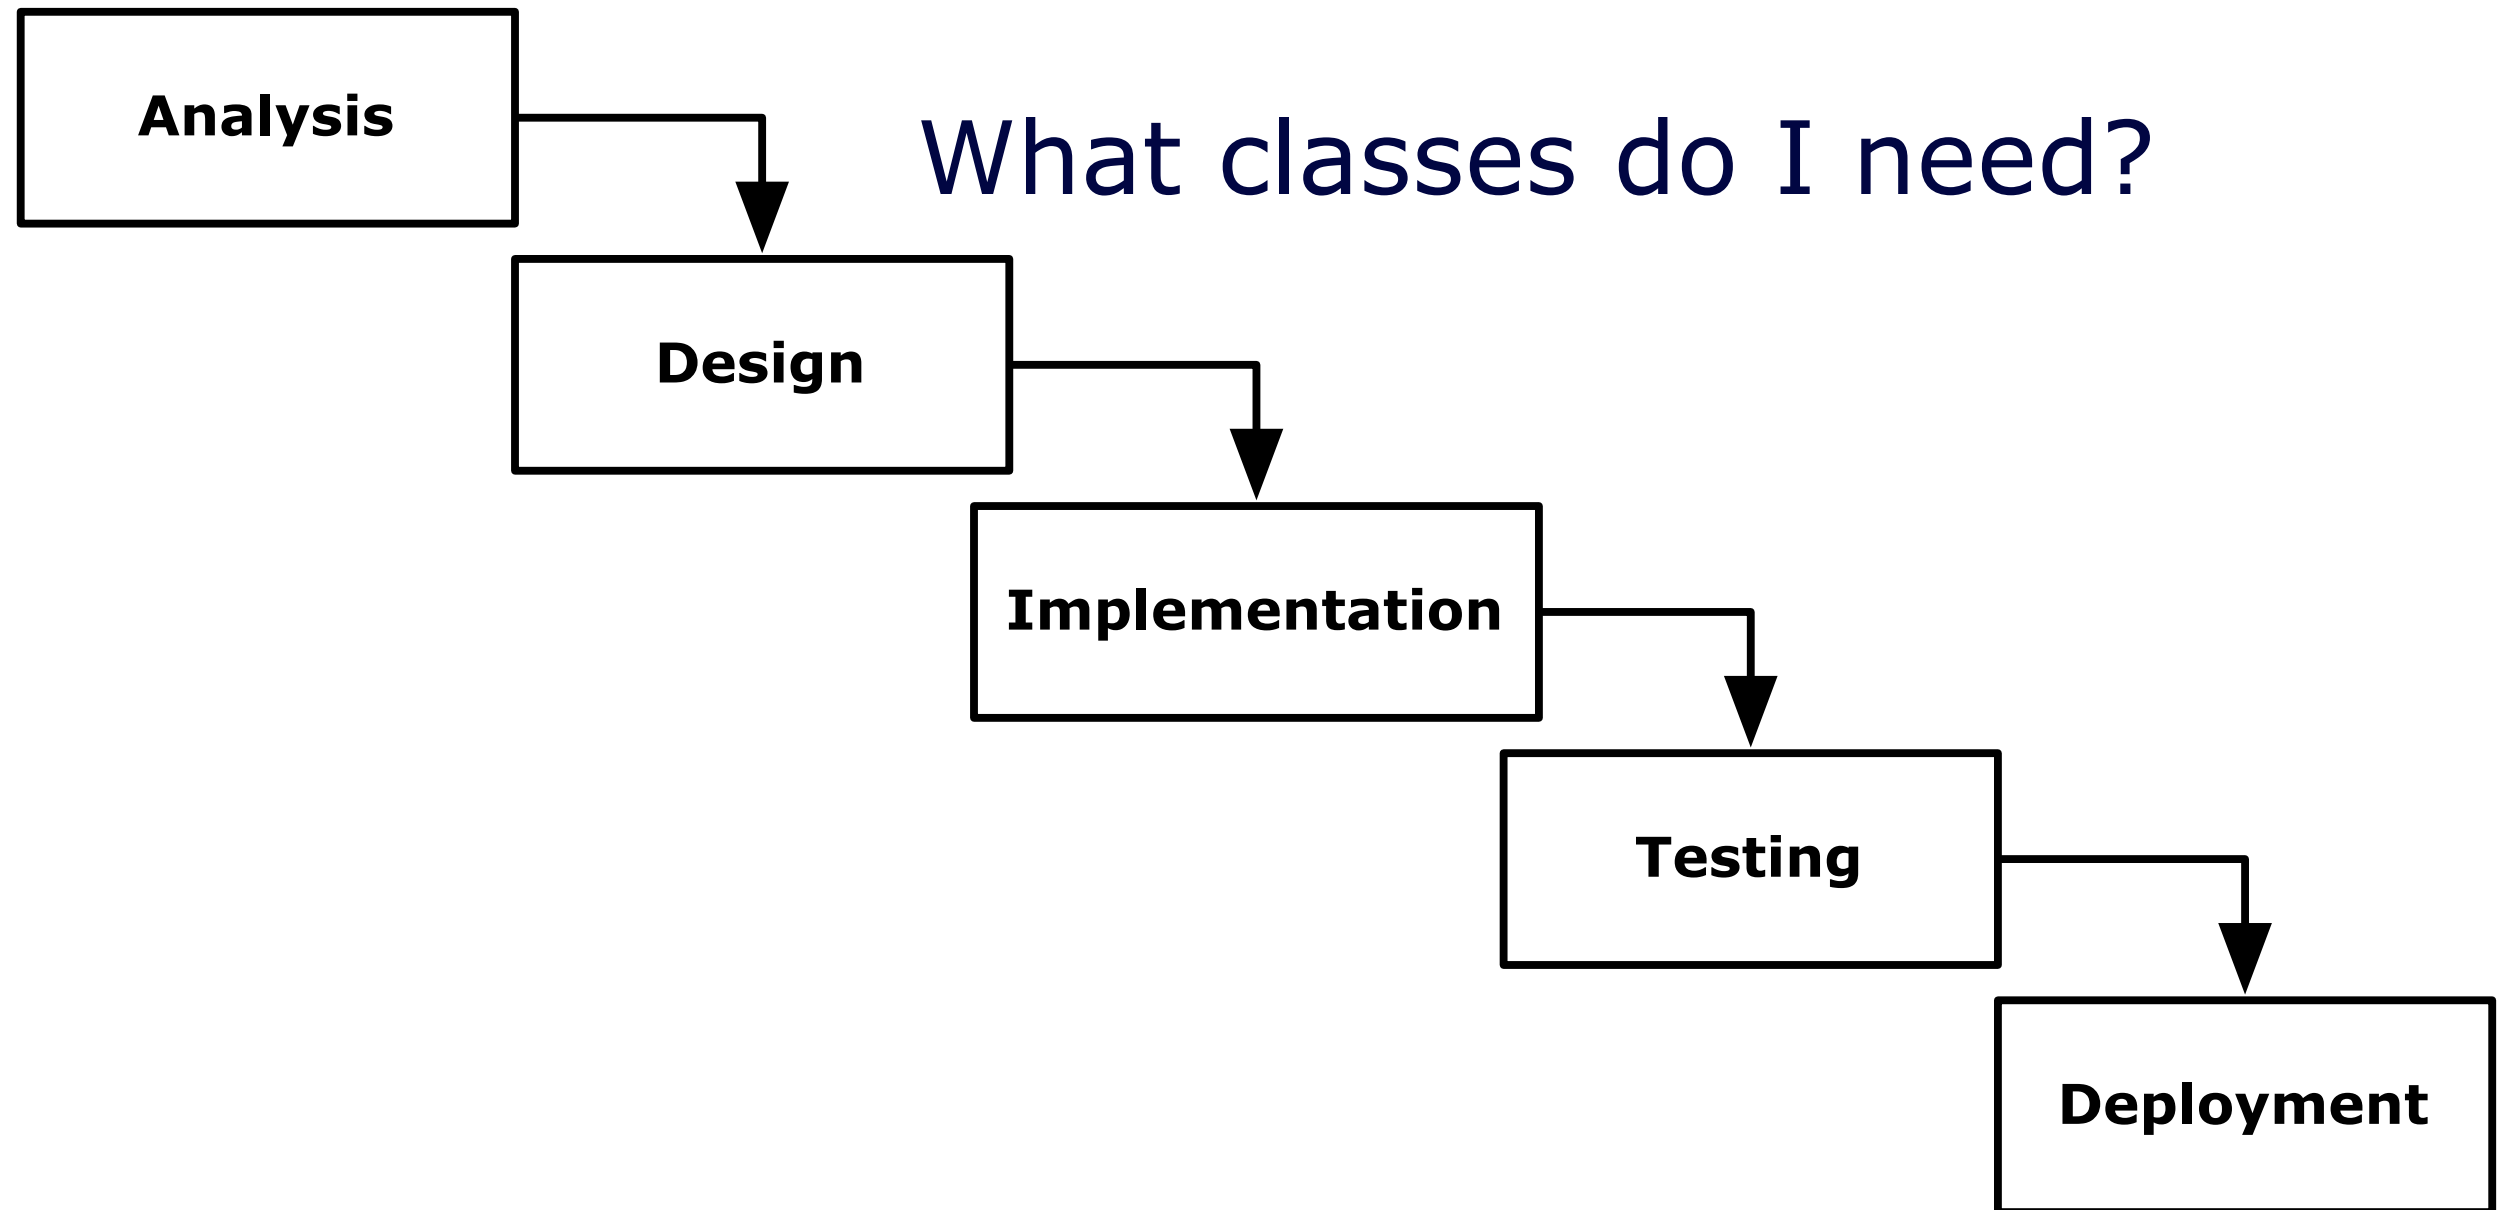 Analysis
What classes do I need?
Design
Implementation
Testing
Deployment